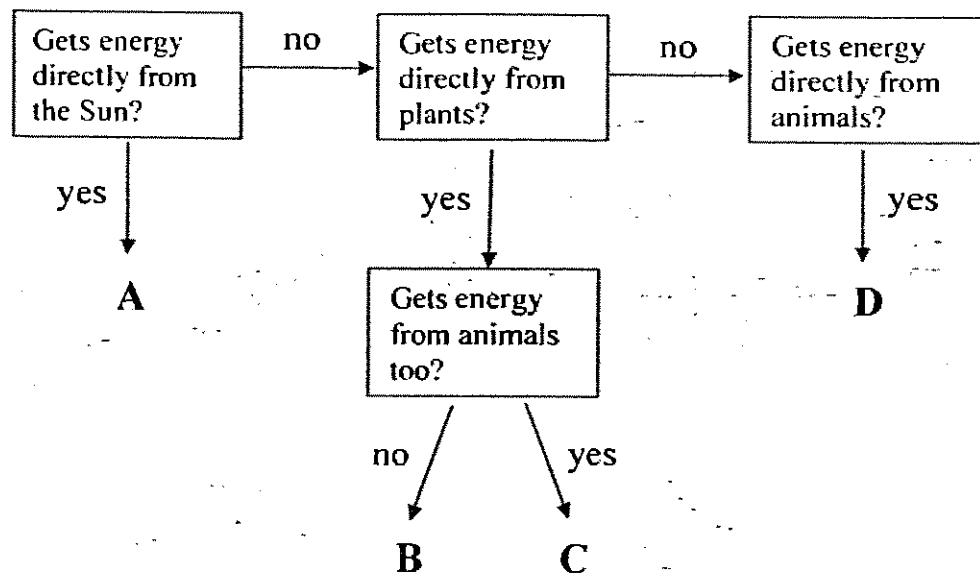 Gets energy
directly from
the Sun?
no
Gets energy
directly from
plants?
no
Gets energy
directly from
animals?
yes
A
yes
Gets energy
from animals
too?
yes
D
no
B
yes
C